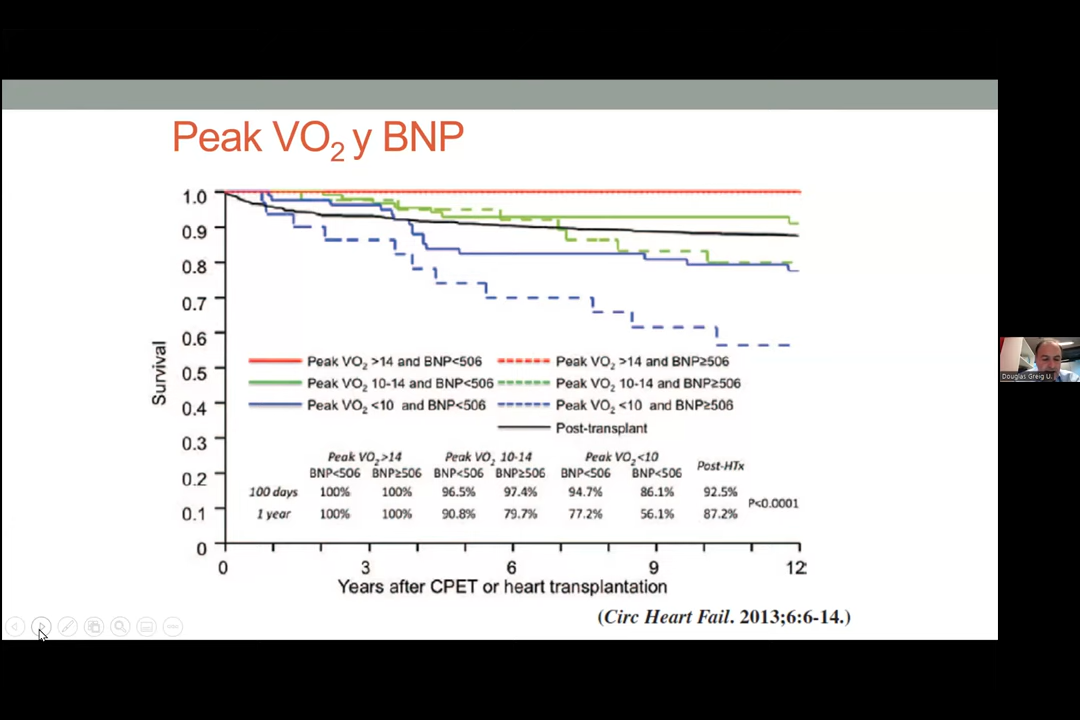 Peak VO2 y BNP
1.0
0.9
0.8
0.7
0.6
0.5
0.4
0.3
0.2
0.1
0
Survival
Peak VO2 >14 and BNP<506
Peak VO2 >14 and BNP≥506
Peak VO2 10-14 and BNP<506
Peak VO2 10-14 and BNP≥506
Peak VO2 <10 and BNP<506
Peak VO2 <10 and BNP≥506
Post-transplant
Peak VO2>14 Peak VO2 10-14 Peak VO2<10 Post-HTx
BNP<506 BNP≥506 BNP<506 BNP≥506 BNP<506 BNP<506
100 days 100% 100% 96.5% 97.4% 94.7% 86.1% 92.5%
P<0.0001
1 year 100% 100% 90.8% 79.7% 77.2% 56.1% 87.2%
0 3 6 9 12
Years after CPET or heart transplantation
(Circ Heart Fail. 2013;6:6-14.)
Douglas Greig U.